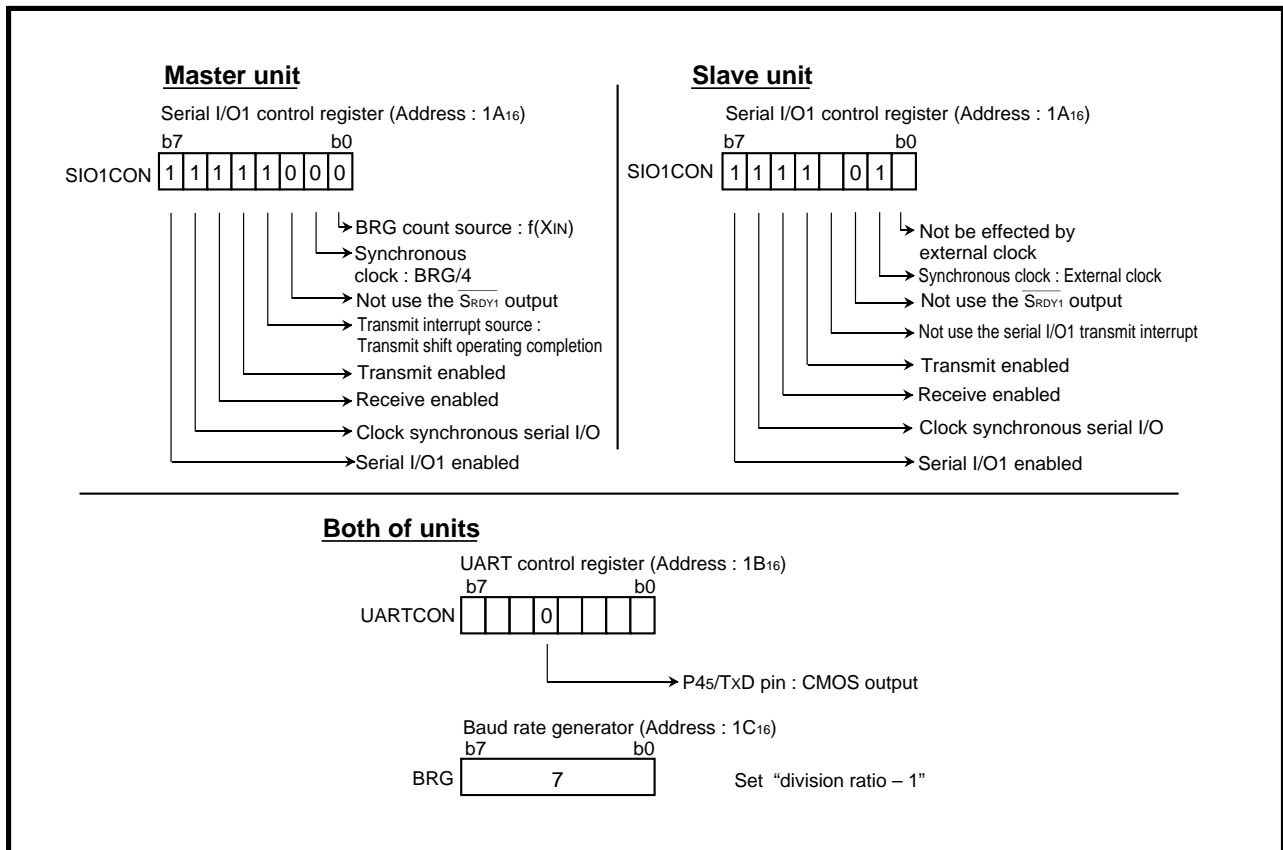 Master unit
Serial I/O1 control register (Address : 1A16)
b7 b0
SIO1CON 1 1 1 1 1 0 0 0
BRG count source : f(XIN)
Synchronous
clock : BRG/4
Not use the SRDY1 output
Transmit interrupt source :
Transmit shift operating completion
Transmit enabled
Receive enabled
Clock synchronous serial I/O
Serial I/O1 enabled
Slave unit
Serial I/O1 control register (Address : 1A16)
b7 b0
SIO1CON 1 1 1 1 0 1
Not be effected by
external clock
Synchronous clock : External clock
Not use the SRDY1 output
Not use the serial I/O1 transmit interrupt
Transmit enabled
Receive enabled
Clock synchronous serial I/O
Serial I/O1 enabled
Both of units
UART control register (Address : 1B16)
b7 b0
UARTCON 0
P45/TXD pin : CMOS output
Baud rate generator (Address : 1C16)
b7 b0
BRG 7 Set “division ratio – 1”